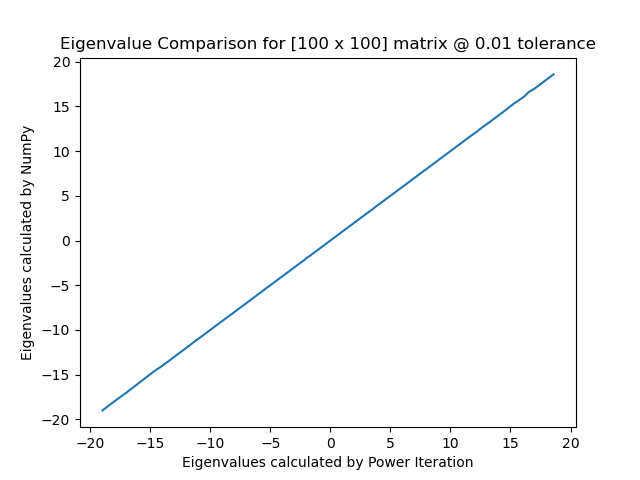 Eigenvalue Comparison for [100 x 100] matrix @ 0.01 tolerance
20
15
10
5
0
−5
−10
−15
−20
Eigenvalues calculated by NumPy
−20 −15 −10 −5 0 5 10 15 20
Eigenvalues calculated by Power Iteration